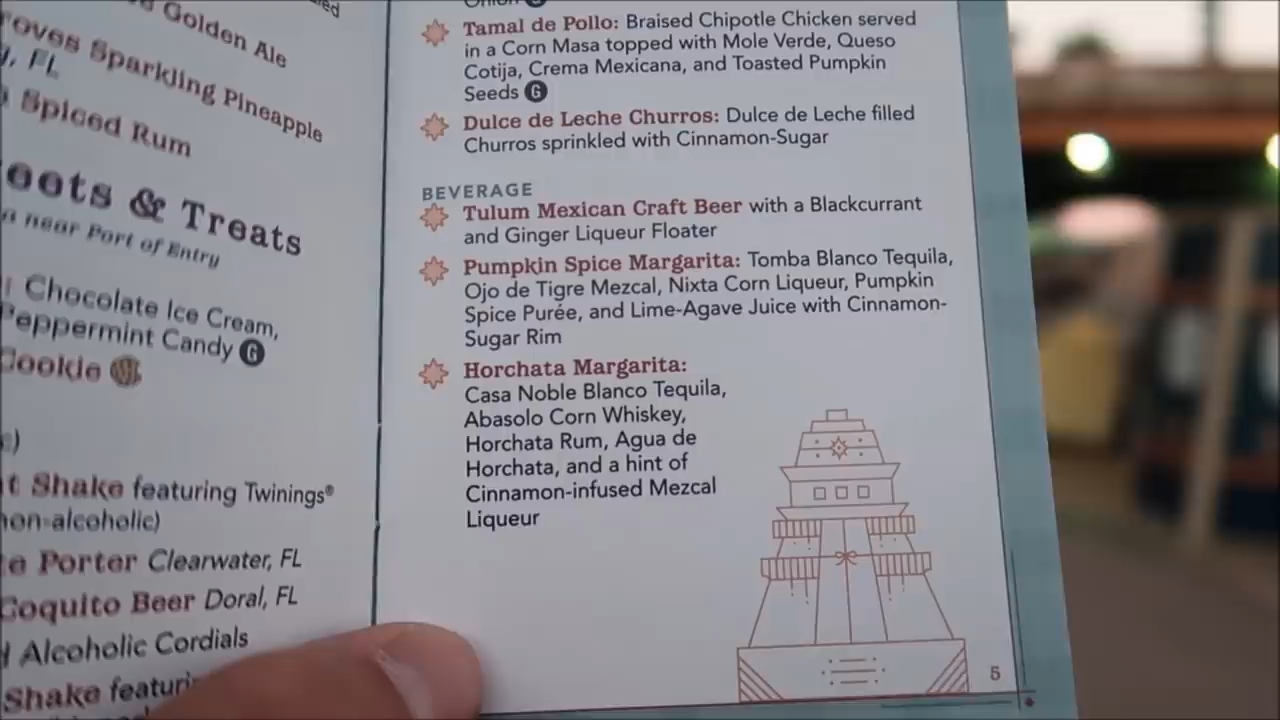 Golden Ale
Sparkling Pineapple
FL
Spiced Rum
& Treats
near Port of Entry
Chocolate Ice Cream,
Peppermint Candy G
Cookie
Shake featuring Twinings®
Porter Clearwater, FL
Coquito Beer Doral, FL
Alcoholic Cordials
Shake
Tamal de Pollo: Braised Chipotle Chicken served
in a Corn Masa topped with Mole Verde, Queso
Cotija, Crema Mexicana, and Toasted Pumpkin
Seeds G
Dulce de Leche Churros: Dulce de Leche filled
Churros sprinkled with Cinnamon-Sugar
BEVERAGE
Tulum Mexican Craft Beer with a Blackcurrant
and Ginger Liqueur Floater
Pumpkin Spice Margarita: Tomba Blanco Tequila,
Ojo de Tigre Mezcal, Nixta Corn Liqueur, Pumpkin
Spice Purée, and Lime-Agave Juice with Cinnamon-
Sugar Rim
Horchata Margarita:
Casa Noble Blanco Tequila,
Abasolo Corn Whiskey,
Horchata Rum, Agua de
Horchata, and a hint of
Cinnamon-infused Mezcal
Liqueur
5